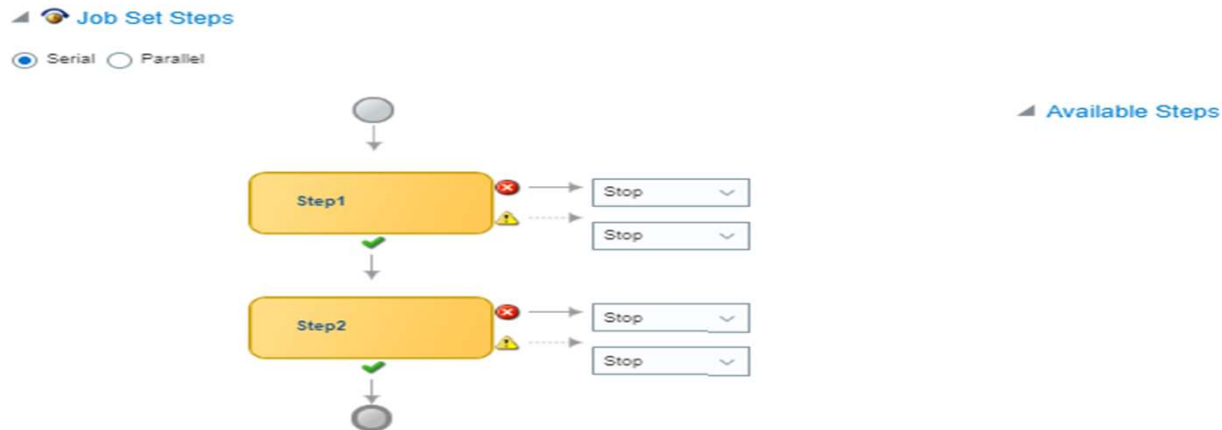 Job Set Steps
Serial Parallel
Available Steps
Step1
Stop
Stop
Step2
Stop
Stop